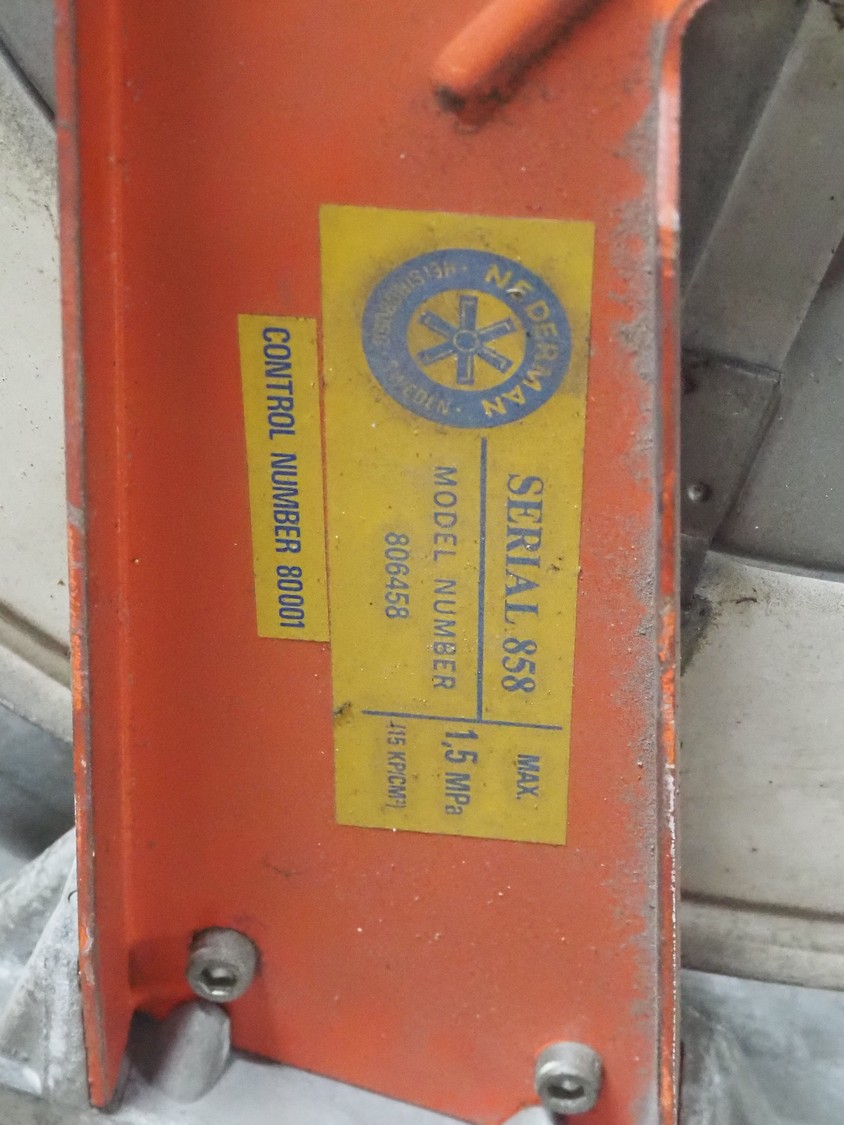 NEDERMAN
HELSINGBORG · SWEDEN ·
SERIAL 858
MODEL NUMBER
806458
MAX.
1,5 MPa
(15 KP/CM²)
CONTROL NUMBER 80001